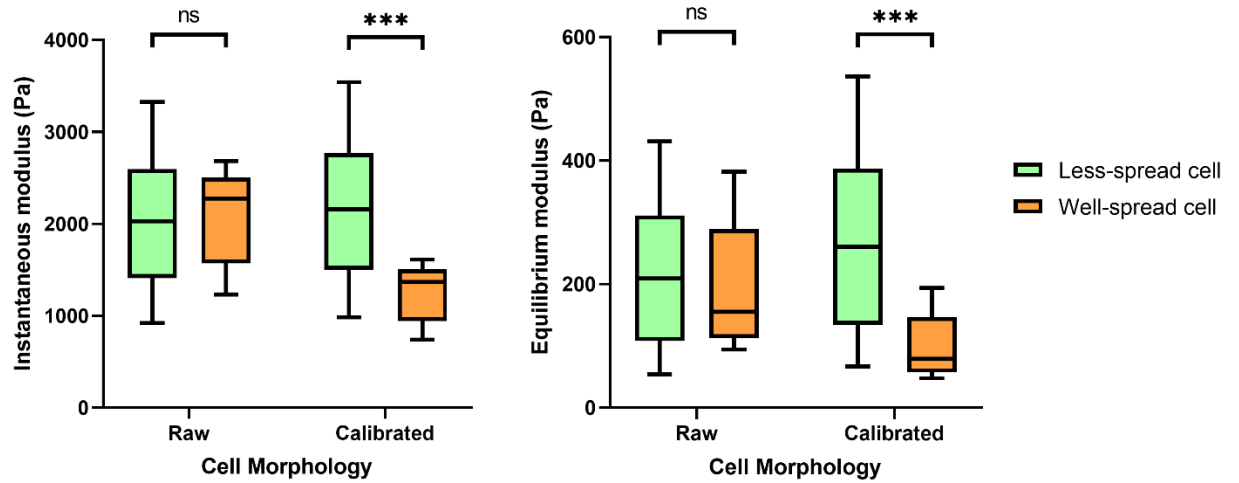 ns
***
4000
3000
2000
1000
0
Instantaneous modulus (Pa)
Raw
Calibrated
Cell Morphology
ns
***
600
400
200
0
Equilibrium modulus (Pa)
Raw
Calibrated
Cell Morphology
Less-spread cell
Well-spread cell